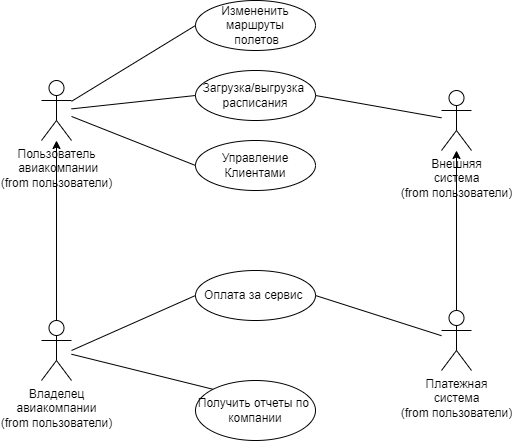 Измененить
маршруты
полетов
Загрузка/выгрузка
расписания
Пользователь
авиакомпании
(from пользователи)
Внешняя
система
(from пользователи)
Управление
Клиентами
Оплата за сервис
Владелец
авиакомпании
(from пользователи)
Платежная
система
(from пользователи)
Получить отчеты по
компании